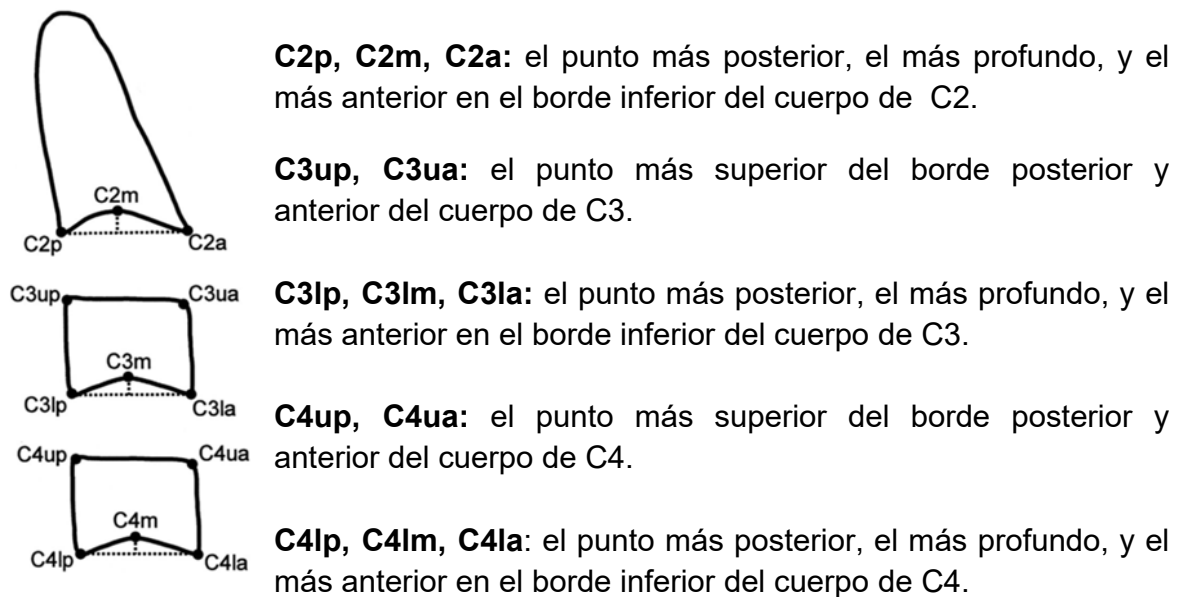 C2m
C2p
C2a
C3up
C3ua
C3m
C3lp
C3la
C4up
C4ua
C4m
C4lp
C4la
C2p, C2m, C2a: el punto más posterior, el más profundo, y el
más anterior en el borde inferior del cuerpo de C2.
C3up, C3ua: el punto más superior del borde posterior y
anterior del cuerpo de C3.
C3lp, C3lm, C3la: el punto más posterior, el más profundo, y el
más anterior en el borde inferior del cuerpo de C3.
C4up, C4ua: el punto más superior del borde posterior y
anterior del cuerpo de C4.
C4lp, C4lm, C4la: el punto más posterior, el más profundo, y el
más anterior en el borde inferior del cuerpo de C4.